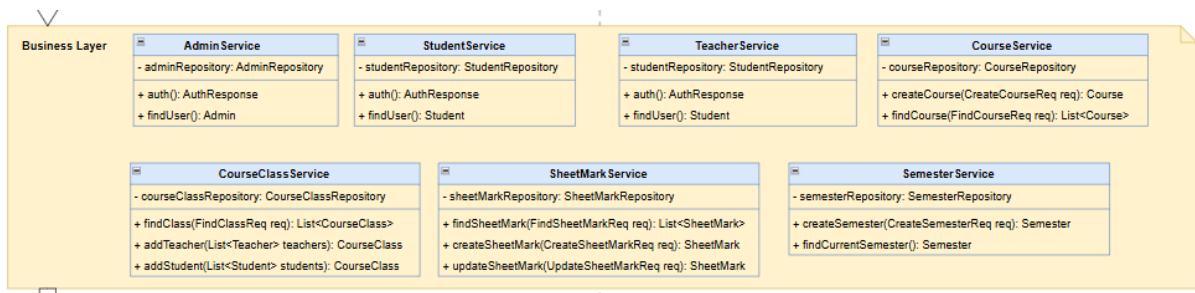 Business Layer
AdminService
- adminRepository: AdminRepository
+ auth(): AuthResponse
+ findUser(): Admin
StudentService
- studentRepository: StudentRepository
+ auth(): AuthResponse
+ findUser(): Student
TeacherService
- studentRepository: StudentRepository
+ auth(): AuthResponse
+ findUser(): Student
CourseService
- courseRepository: CourseRepository
+ createCourse(CreateCourseReq req): Course
+ findCourse(FindCourseReq req): List<Course>
CourseClassService
- courseClassRepository: CourseClassRepository
+ findClass(FindClassReq req): List<CourseClass>
+ addTeacher(List<Teacher> teachers): CourseClass
+ addStudent(List<Student> students): CourseClass
SheetMarkService
- sheetMarkRepository: SheetMarkRepository
+ findSheetMark(FindSheetMarkReq req): List<SheetMark>
+ createSheetMark(CreateSheetMarkReq req): SheetMark
+ updateSheetMark(UpdateSheetMarkReq req): SheetMark
SemesterService
- semesterRepository: SemesterRepository
+ createSemester(CreateSemesterReq req): Semester
+ findCurrentSemester(): Semester